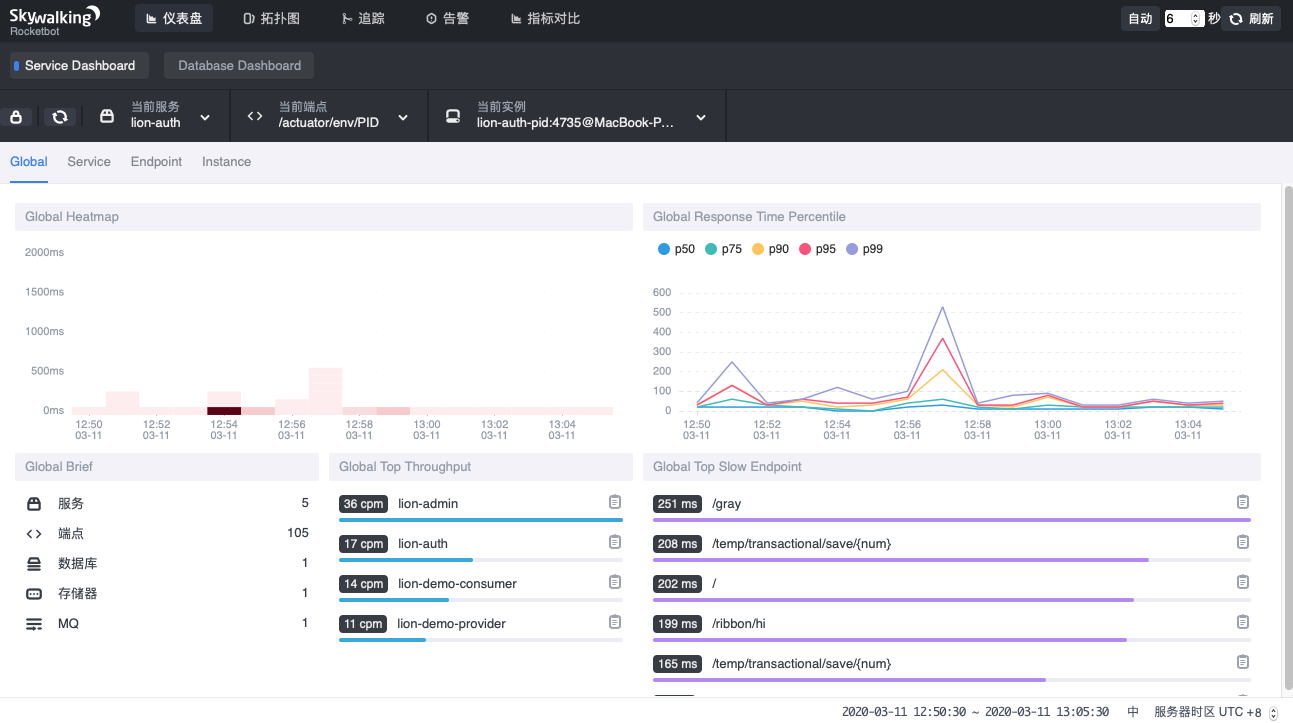 Skywalking
Rocketbot
仪表盘
拓扑图
追踪
告警
指标对比
自动
6
秒
刷新
Service Dashboard
Database Dashboard
当前服务
lion-auth
当前端点
/actuator/env/PID
当前实例
lion-auth-pid:4735@MacBook-P...
Global
Service
Endpoint
Instance
Global Heatmap
2000ms
1500ms
1000ms
500ms
0ms
12:50 12:52 12:54 12:56 12:58 13:00 13:02 13:04
03-11 03-11 03-11 03-11 03-11 03-11 03-11 03-11
Global Response Time Percentile
p50 p75 p90 p95 p99
600
500
400
300
200
100
0
12:50 12:52 12:54 12:56 12:58 13:00 13:02 13:04
03-11 03-11 03-11 03-11 03-11 03-11 03-11 03-11
Global Brief
服务 5
端点 105
数据库 1
存储器 1
MQ 1
Global Top Throughput
36 cpm lion-admin
17 cpm lion-auth
14 cpm lion-demo-consumer
11 cpm lion-demo-provider
Global Top Slow Endpoint
251 ms /gray
208 ms /temp/transactional/save/{num}
202 ms /
199 ms /ribbon/hi
165 ms /temp/transactional/save/{num}
2020-03-11 12:50:30 ~ 2020-03-11 13:05:30
中
服务器时区 UTC +8